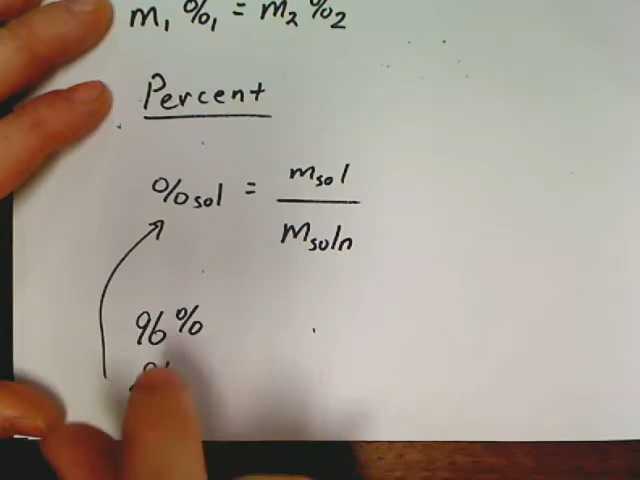 m₁ %₁ = m₂ %₂
Percent
%sol = msol / msoln
96%